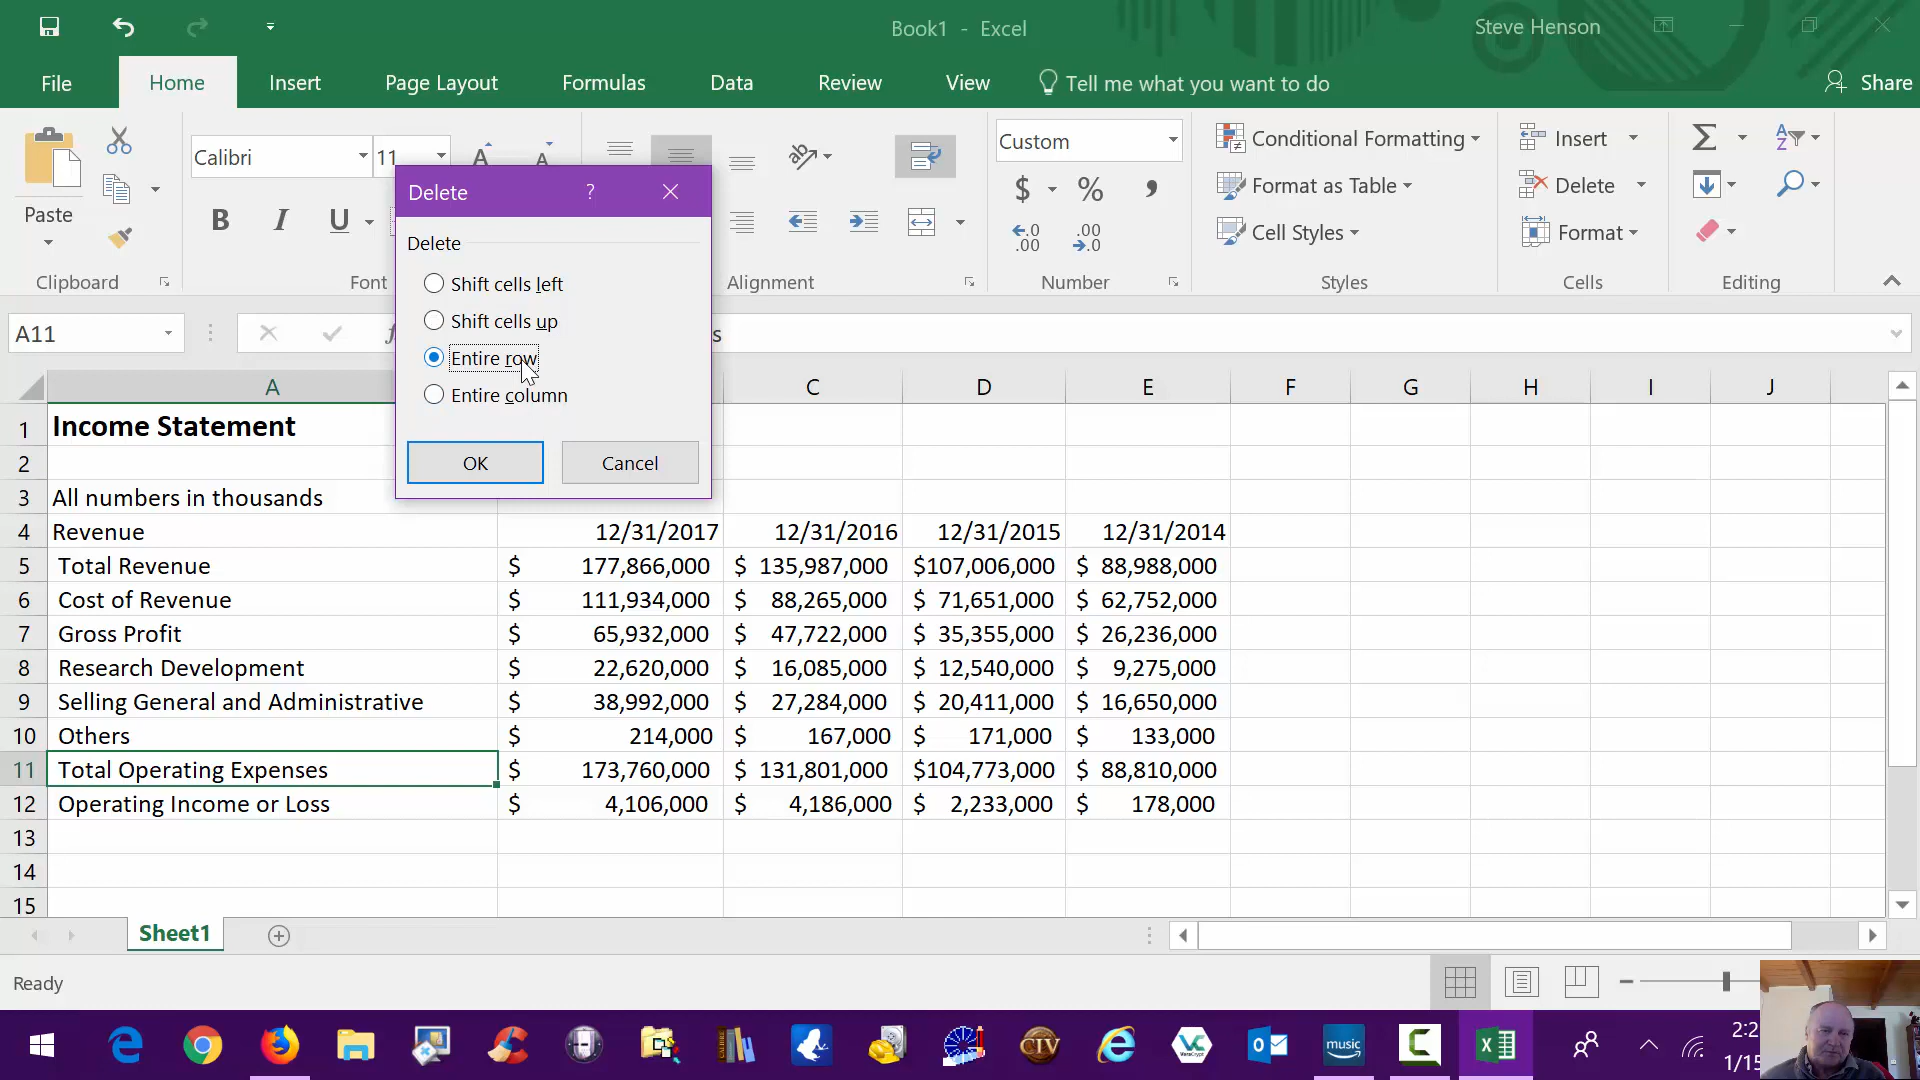 Book1 - Excel
Steve Henson
File Home Insert Page Layout Formulas Data Review View Tell me what you want to do Share
Paste
Clipboard
Calibri 11
B I U
Font
Alignment
Custom
$ % ,
.0 .00
.00 .0
Number
Conditional Formatting
Format as Table
Cell Styles
Styles
Insert
Delete
Format
Cells
Editing
Delete ?
Delete
Shift cells left
Shift cells up
Entire row
Entire column
OK Cancel
A11 s
A C D E F G H I J
1 Income Statement
2
3 All numbers in thousands
4 Revenue 12/31/2017 12/31/2016 12/31/2015 12/31/2014
5 Total Revenue $ 177,866,000 $ 135,987,000 $107,006,000 $ 88,988,000
6 Cost of Revenue $ 111,934,000 $ 88,265,000 $ 71,651,000 $ 62,752,000
7 Gross Profit $ 65,932,000 $ 47,722,000 $ 35,355,000 $ 26,236,000
8 Research Development $ 22,620,000 $ 16,085,000 $ 12,540,000 $ 9,275,000
9 Selling General and Administrative $ 38,992,000 $ 27,284,000 $ 20,411,000 $ 16,650,000
10 Others $ 214,000 $ 167,000 $ 171,000 $ 133,000
11 Total Operating Expenses $ 173,760,000 $ 131,801,000 $104,773,000 $ 88,810,000
12 Operating Income or Loss $ 4,106,000 $ 4,186,000 $ 2,233,000 $ 178,000
13
14
15
Sheet1
Ready
CIV
music
2:2
1/15